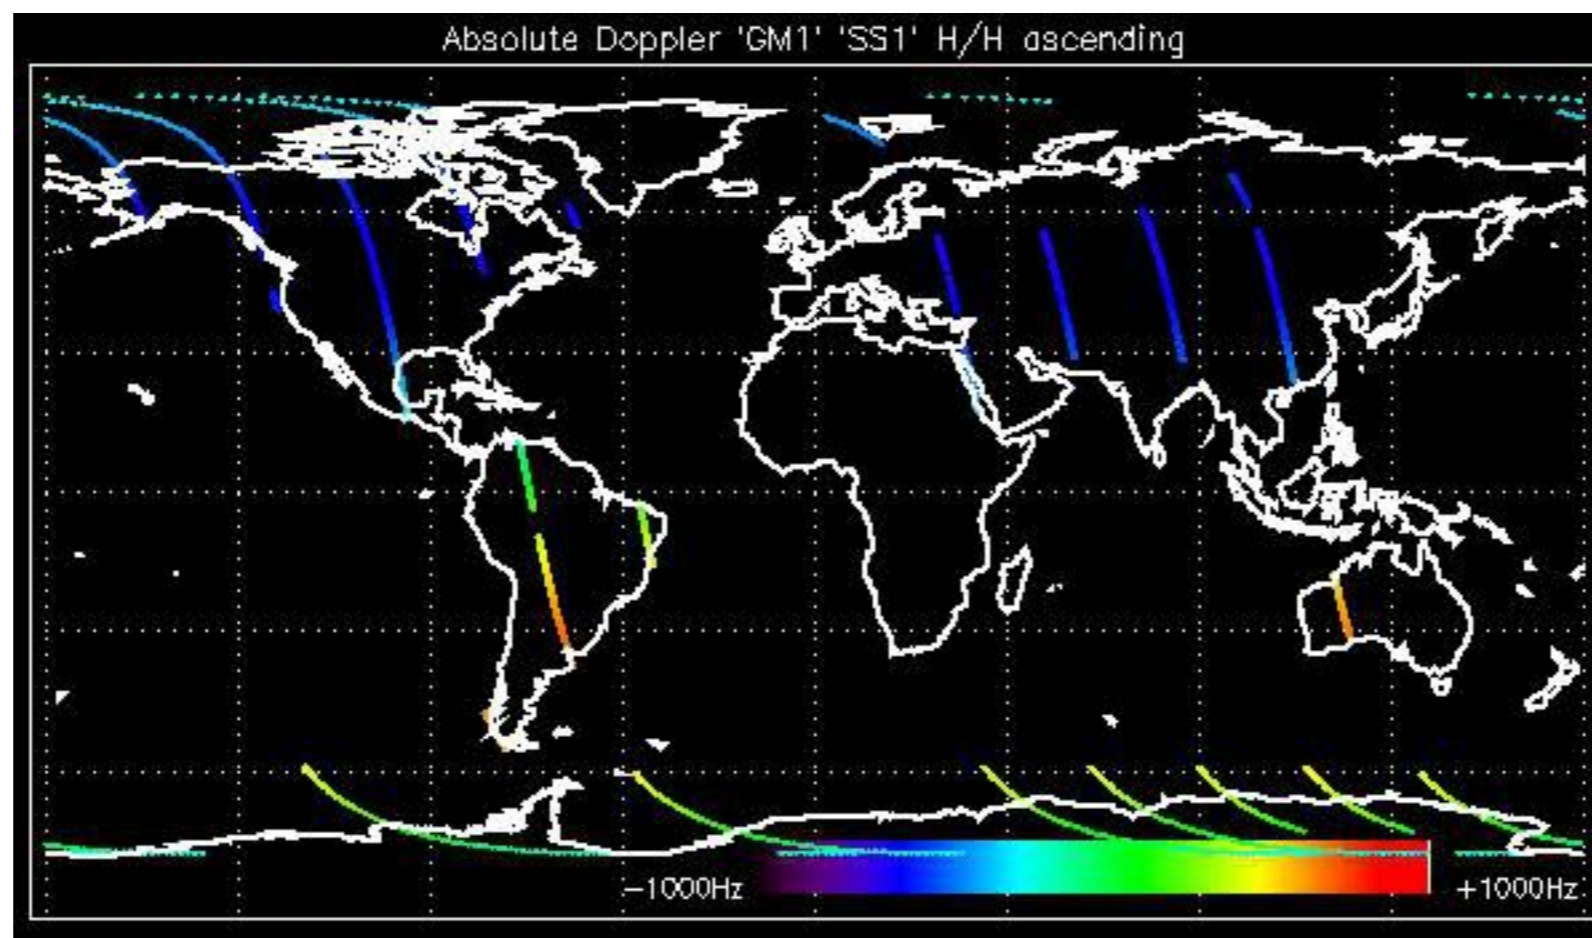 Absolute Doppler 'GM1' 'SS1' H/H ascending
-1000Hz +1000Hz